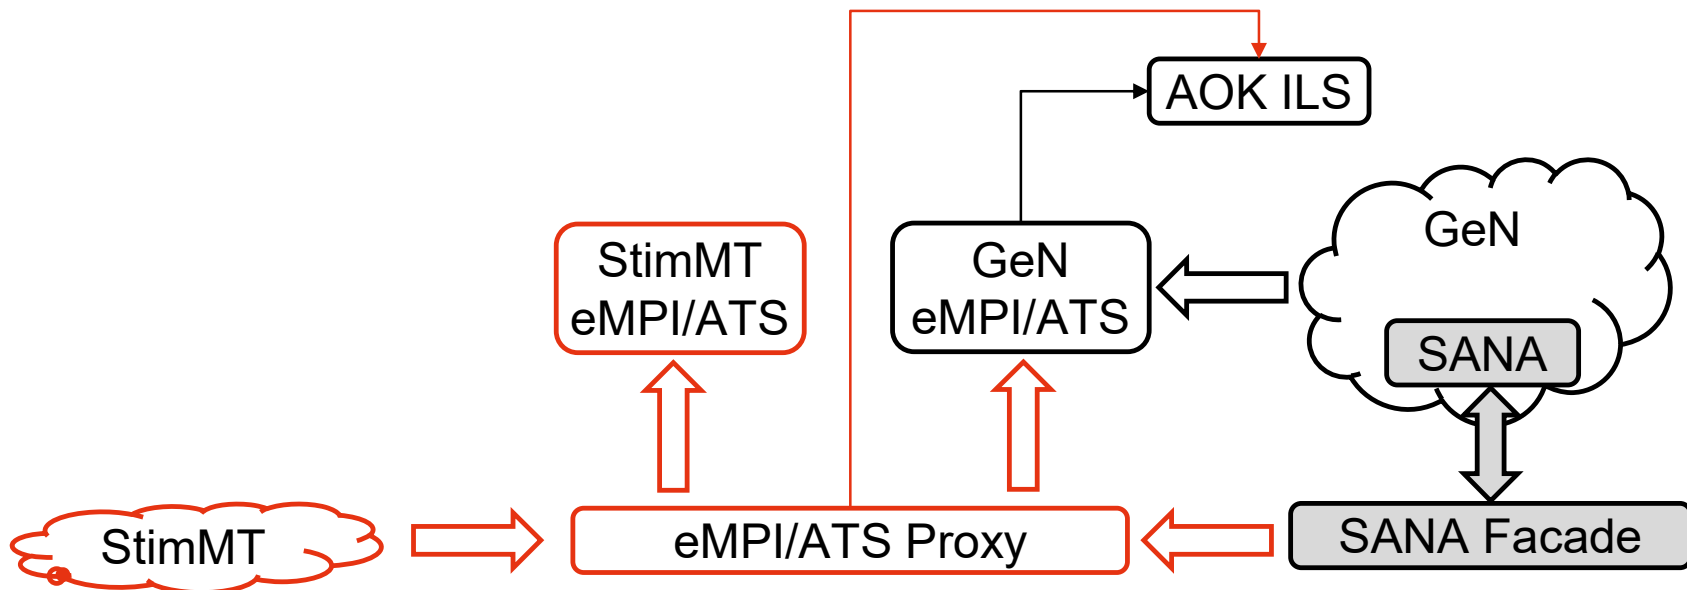 AOK ILS
GeN
StimMT
eMPI/ATS
GeN
eMPI/ATS
SANA
StimMT
eMPI/ATS Proxy
SANA Facade